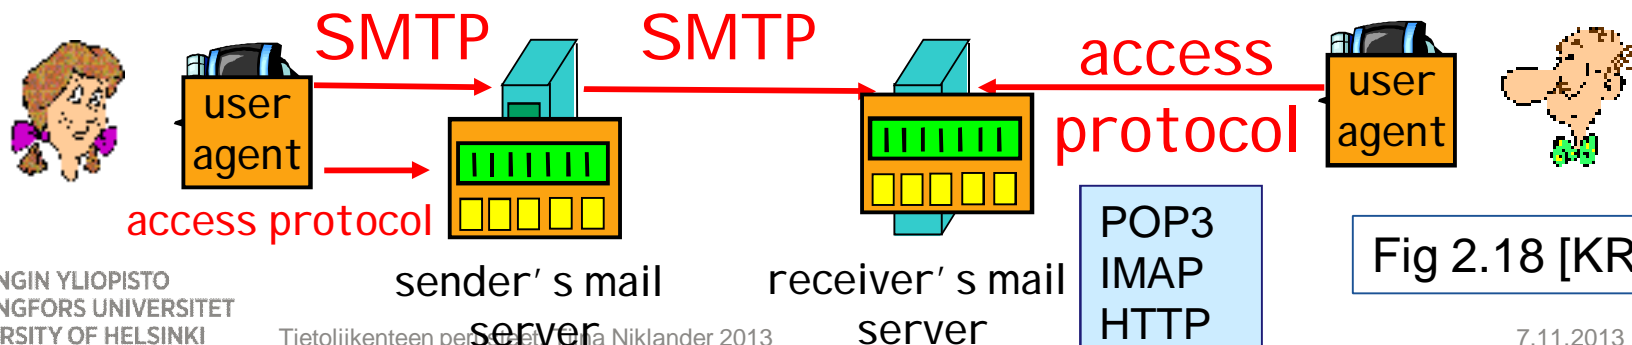 SMTP
SMTP
access
protocol
user
agent
user
agent
access protocol
sender's mail
server
receiver's mail
server
POP3
IMAP
HTTP
Fig 2.18 [KR
NGIN YLIOPISTO
NGFORS UNIVERSITET
RSITY OF HELSINKI
Tietoliikenteen Niklander 2013
7.11.2013